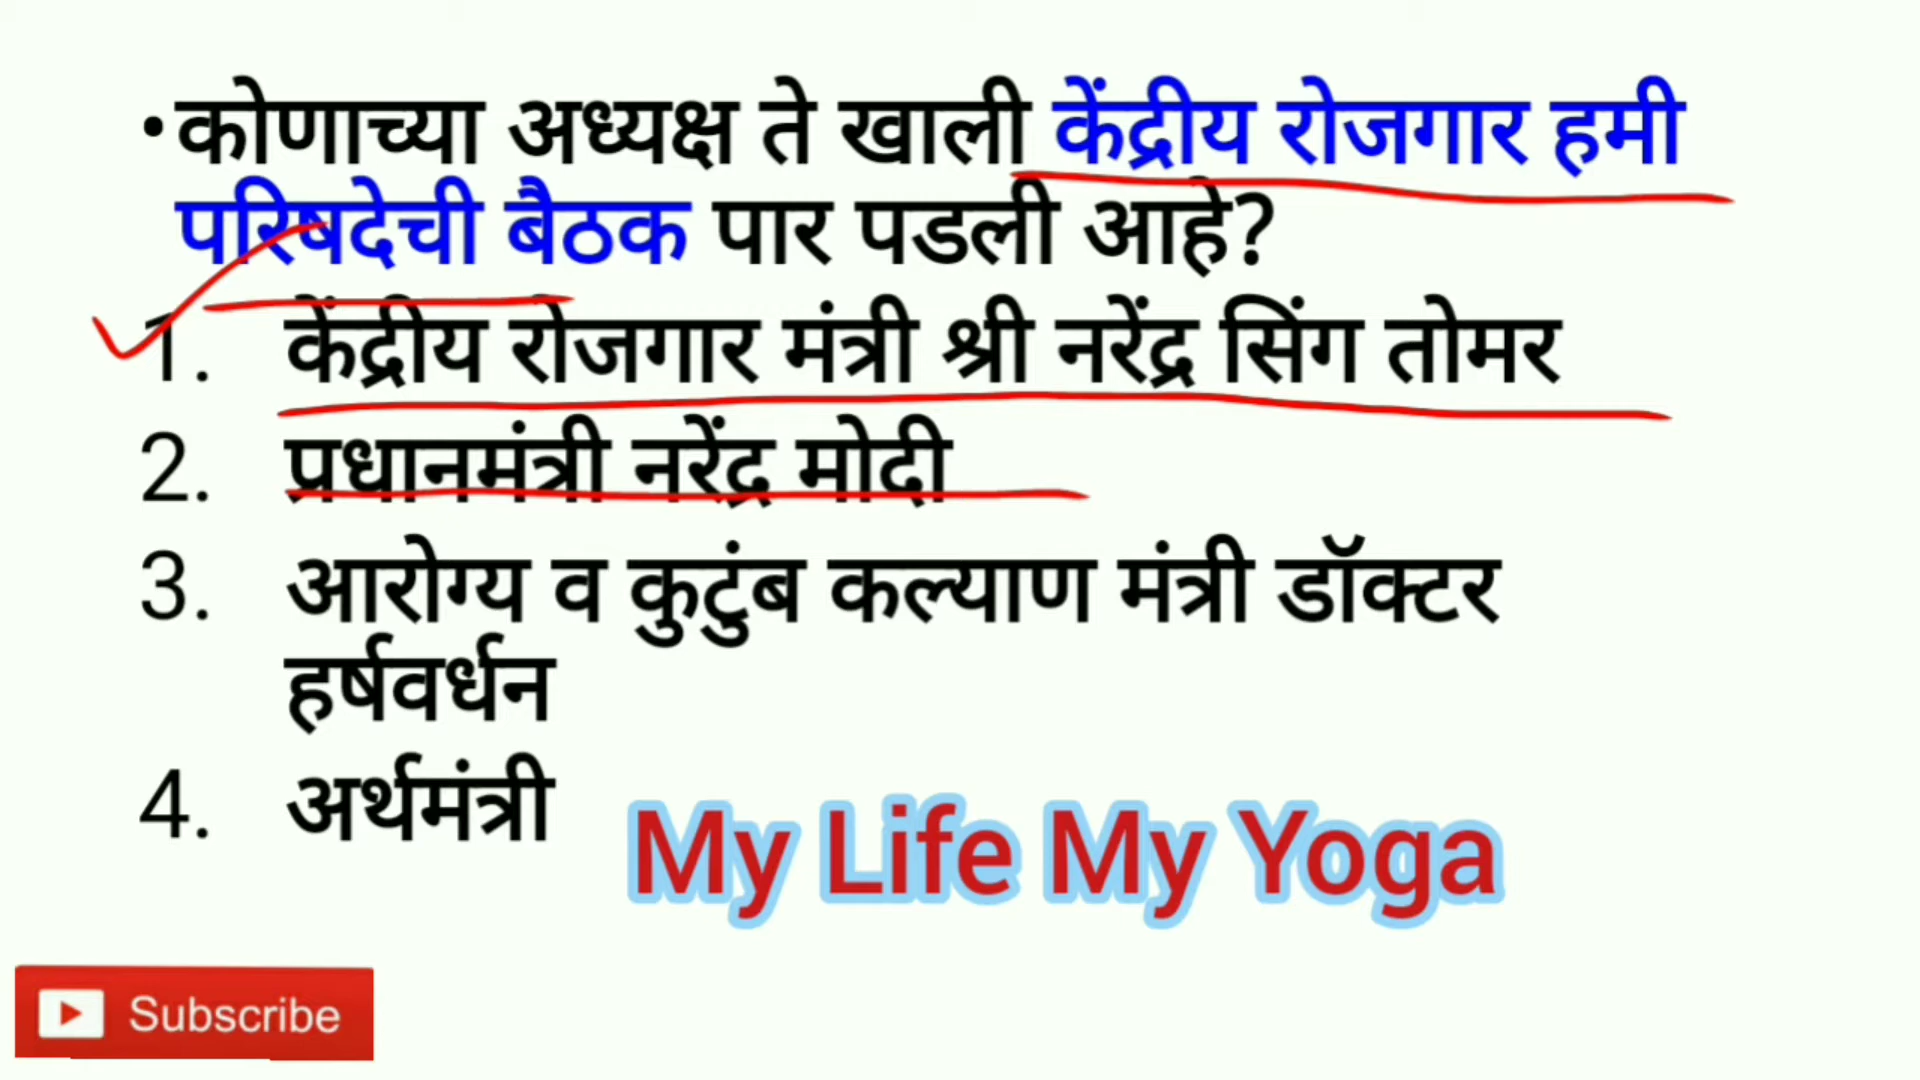 •कोणाच्या अध्यक्ष ते खाली केंद्रीय रोजगार हमी
परिषदेची बैठक पार पडली आहे?
1. केंद्रीय रोजगार मंत्री श्री नरेंद्र सिंग तोमर
2. प्रधानमंत्री नरेंद्र मोदी
3. आरोग्य व कुटुंब कल्याण मंत्री डॉक्टर
हर्षवर्धन
4. अर्थमंत्री
My Life My Yoga
Subscribe